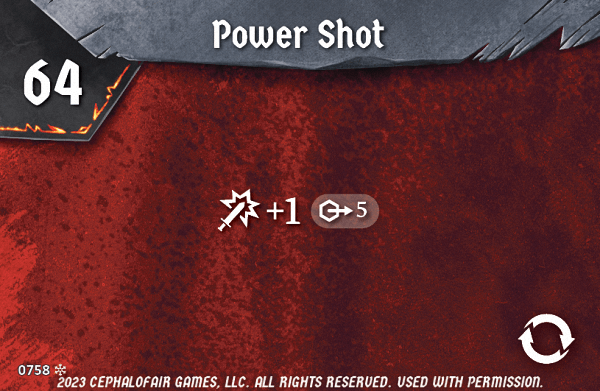 Power Shot
64
+1 5
0758
2023 CEPHALOFAIR GAMES, LLC. ALL RIGHTS RESERVED. USED WITH PERMISSION.